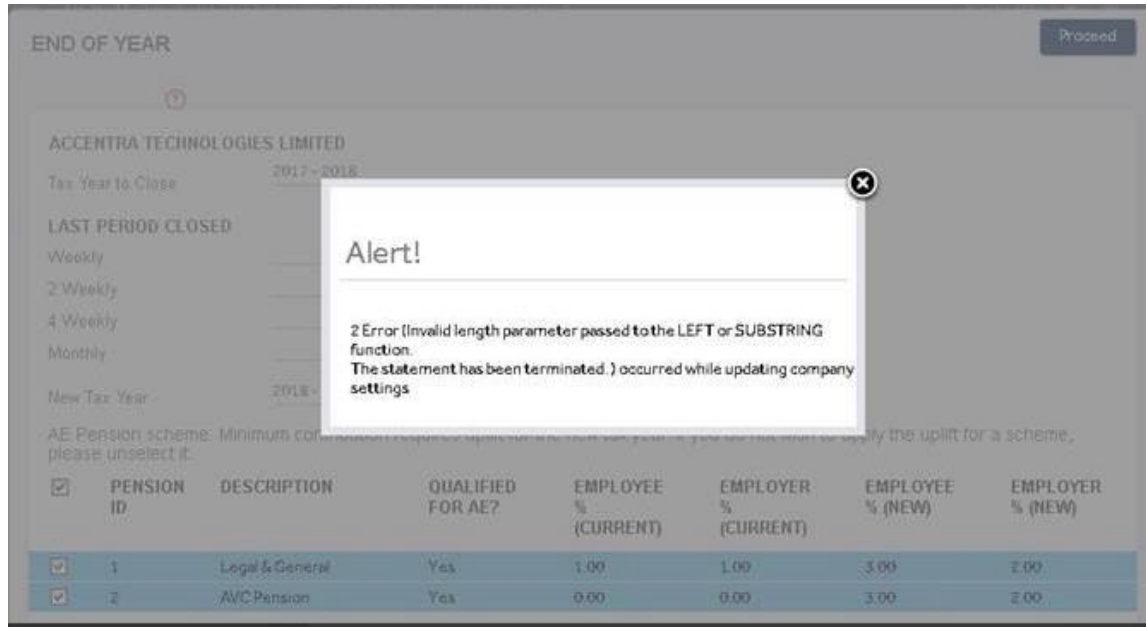 END OF YEAR
Proceed
ACCENTRA TECHNOLOGIES LIMITED
Tax Year to Close
2017 - 2018
LAST PERIOD CLOSED
Weekly
2 Weekly
4 Weekly
Monthly
New Tax Year
2018 -
Alert!
2 Error (Invalid length parameter passed to the LEFT or SUBSTRING
function.
The statement has been terminated. ) occurred while updating company
settings
AE Pension scheme: Minimum contribution requires uplift for the new tax year if you do not wish to apply the uplift for a scheme,
please unselect it.
PENSION ID DESCRIPTION QUALIFIED FOR AE? EMPLOYEE % (CURRENT) EMPLOYER % (CURRENT) EMPLOYEE % (NEW) EMPLOYER % (NEW)
1 Legal & General Yes 1.00 1.00 3.00 2.00
2 AVC Pension Yes 0.00 0.00 3.00 2.00